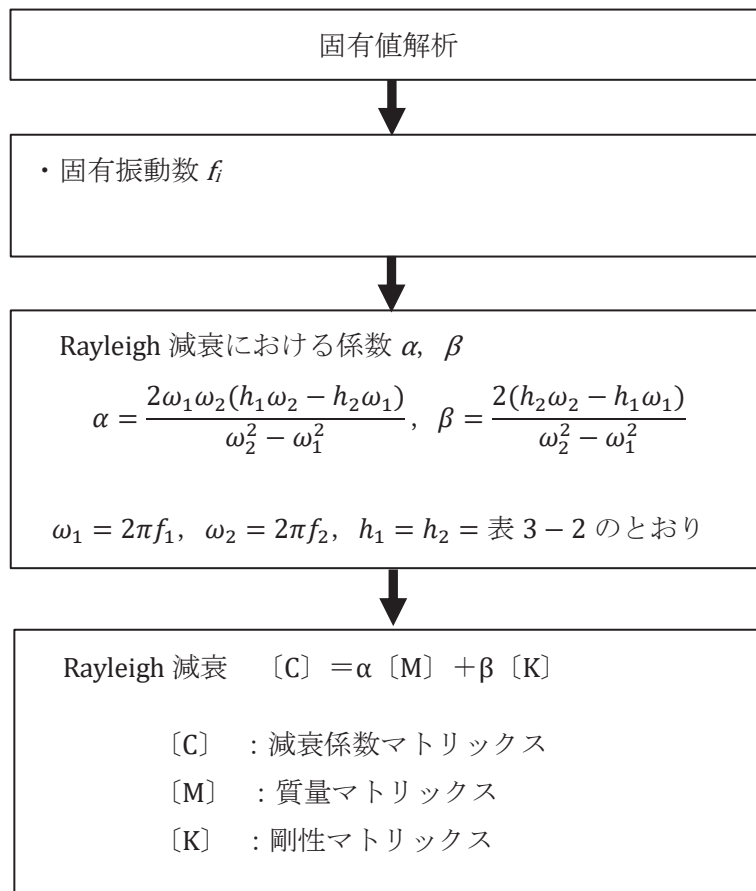 固有値解析
・固有振動数 fᵢ
Rayleigh 減衰における係数 α, β
α = 2ω₁ω₂(h₁ω₂ − h₂ω₁) / (ω₂² − ω₁²), β = 2(h₂ω₂ − h₁ω₁) / (ω₂² − ω₁²)
ω₁ = 2πf₁, ω₂ = 2πf₂, h₁ = h₂ = 表 3 − 2 のとおり
Rayleigh 減衰 〔C〕=α〔M〕+β〔K〕
〔C〕 :減衰係数マトリックス
〔M〕 :質量マトリックス
〔K〕 :剛性マトリックス